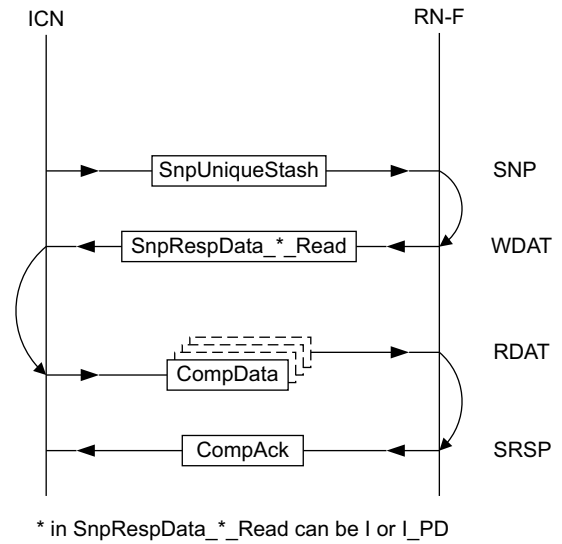 ICN RN-F
SnpUniqueStash SNP
SnpRespData_*_Read WDAT
RDAT
CompData
CompAck SRSP
* in SnpRespData_*_Read can be I or I_PD